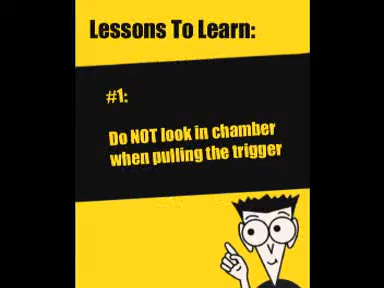 Lessons To Learn:
#1:
Do NOT look in chamber
when pulling the trigger